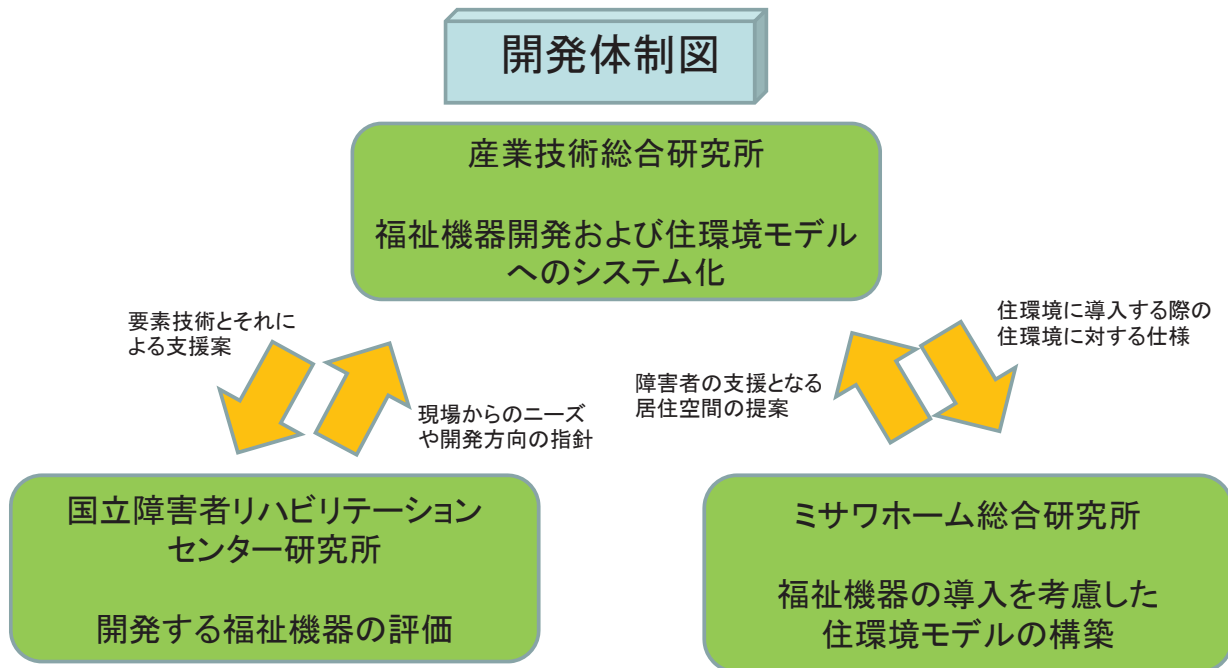 開発体制図
産業技術総合研究所
福祉機器開発および住環境モデル
へのシステム化
要素技術とそれに
よる支援案
現場からのニーズ
や開発方向の指針
障害者の支援となる
居住空間の提案
住環境に導入する際の
住環境に対する仕様
国立障害者リハビリテーション
センター研究所
開発する福祉機器の評価
ミサワホーム総合研究所
福祉機器の導入を考慮した
住環境モデルの構築